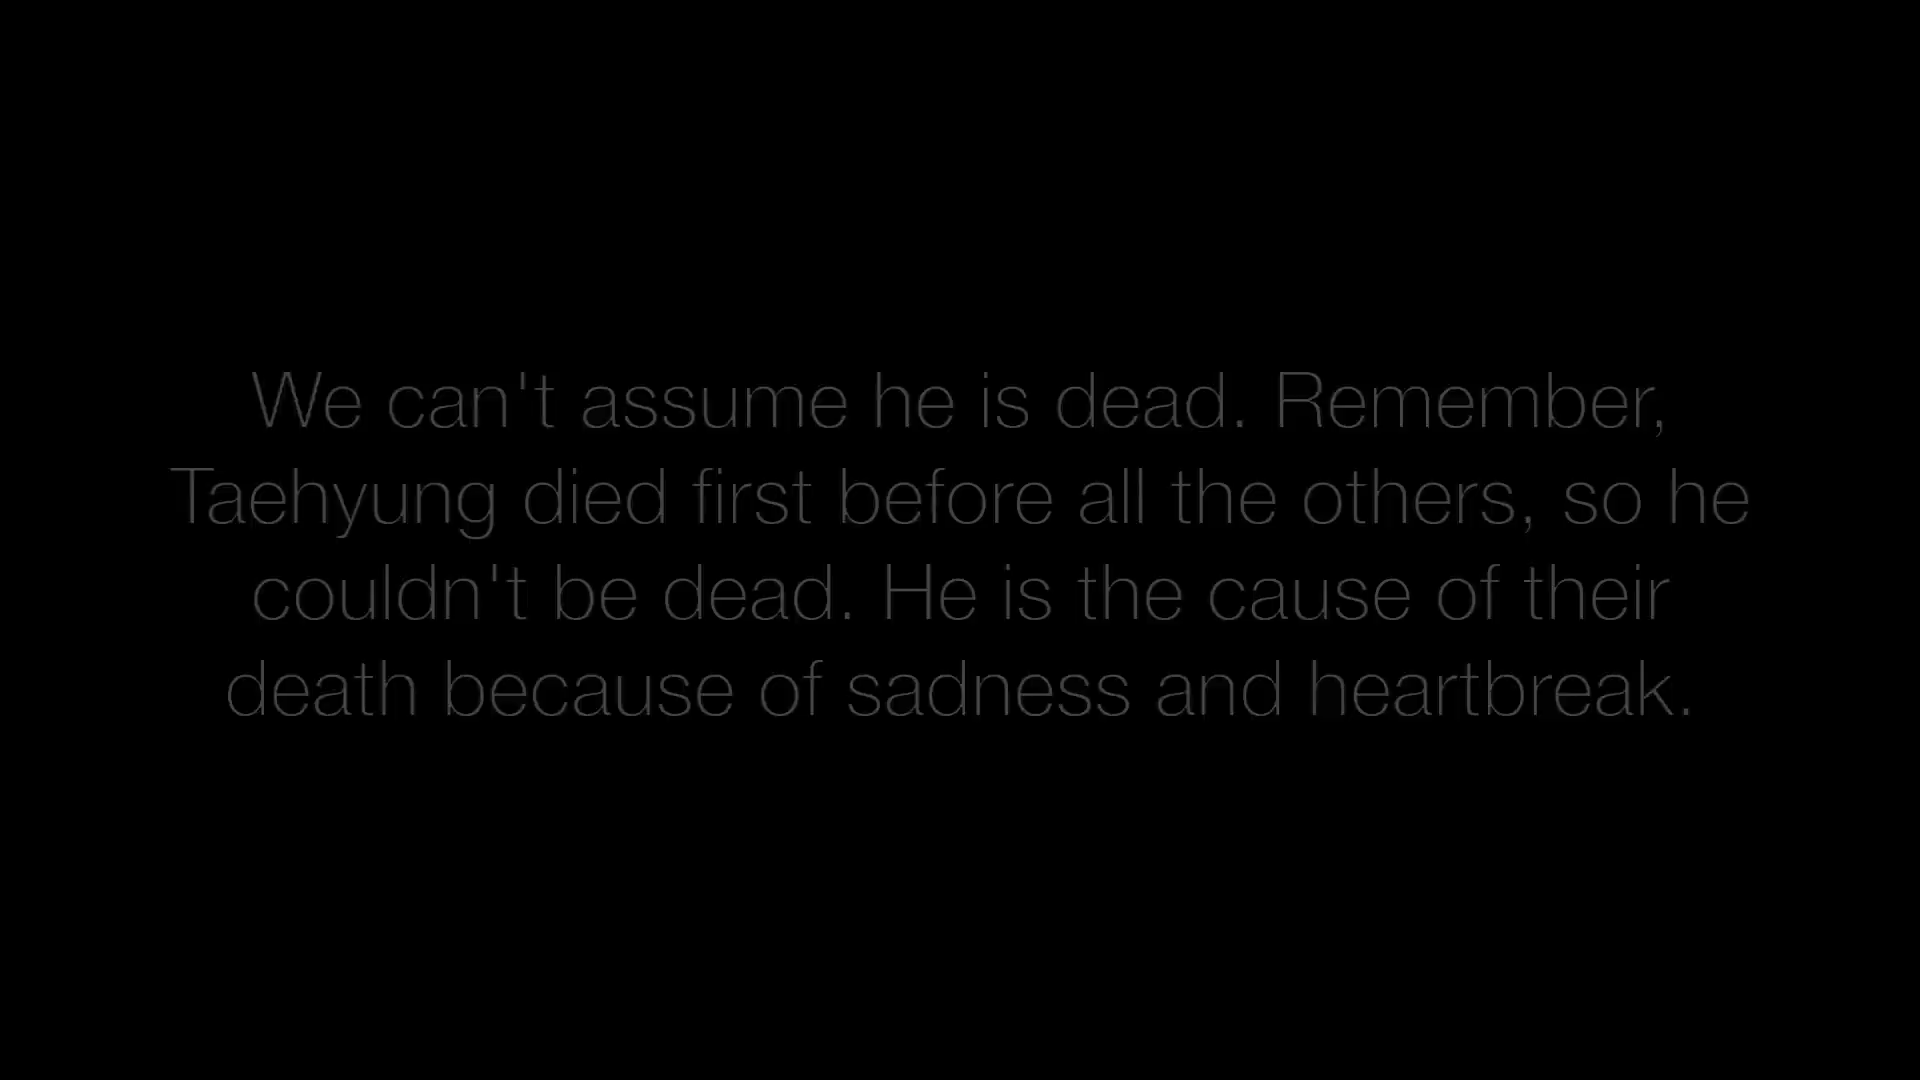 We can't assume he is dead. Remember,
Taehyung died first before all the others, so he
couldn't be dead. He is the cause of their
death because of sadness and heartbreak.